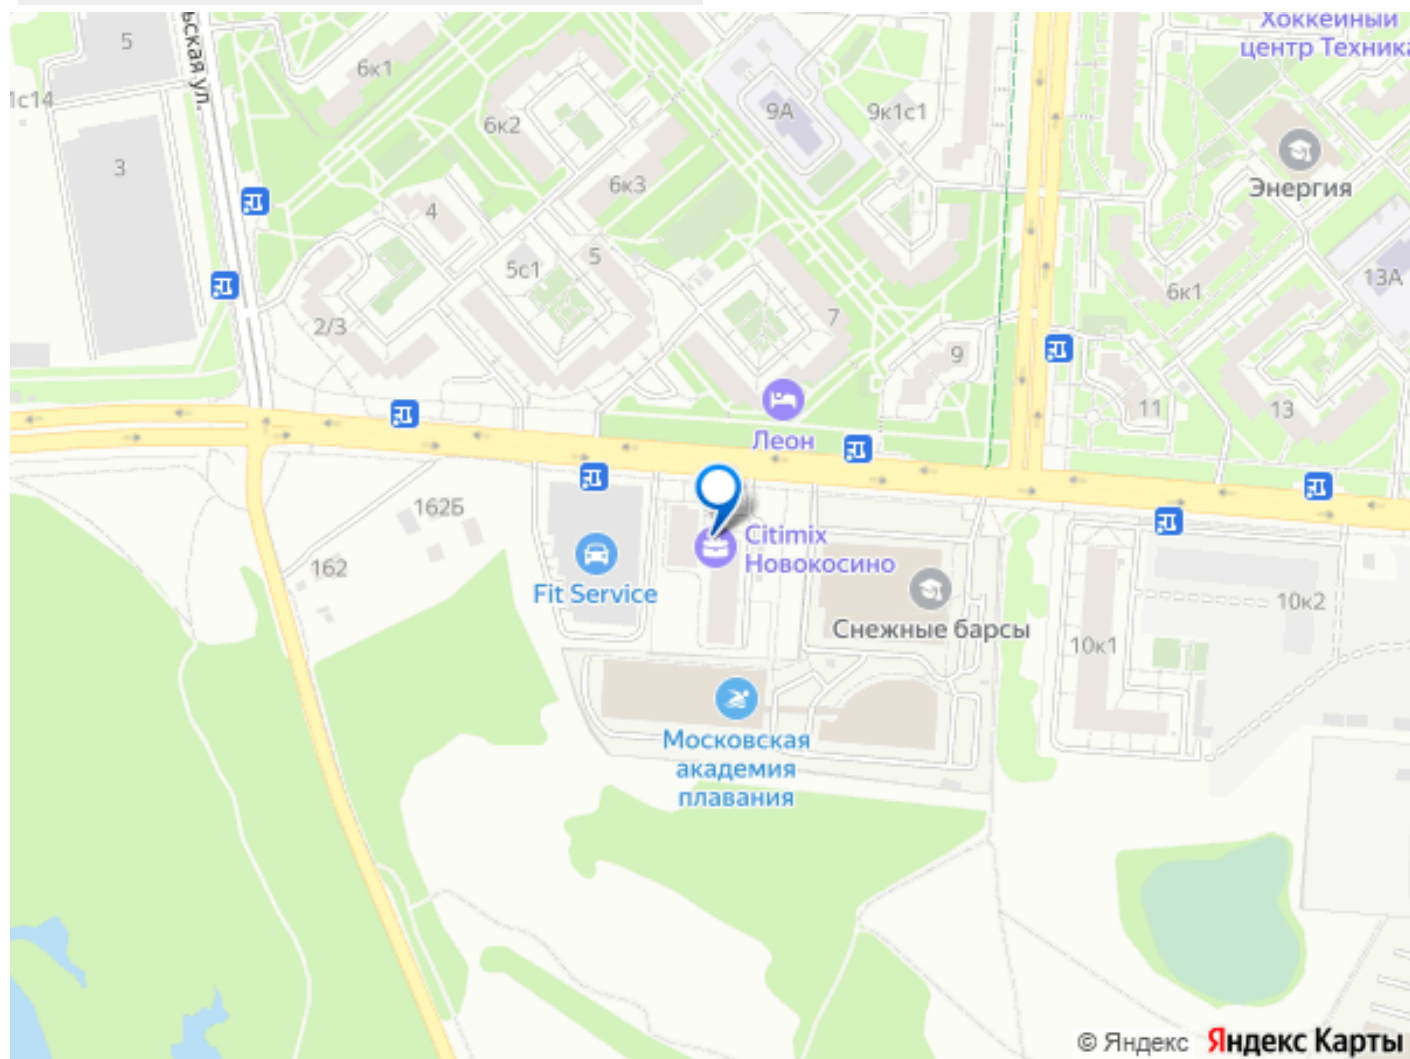 Хоккейный
центр Техника
5
ьская ул.
6к1
1с14
9А
9к1с1
6к2
3
6к3
Энергия
4
5
5с1
13А
6к1
7
2/3
9
11
13
Леон
162Б
Citimix
Новокосино
162
Fit Service
10к2
Снежные барсы
10к1
Московская
академия
плавания
© Яндекс Яндекс Карты